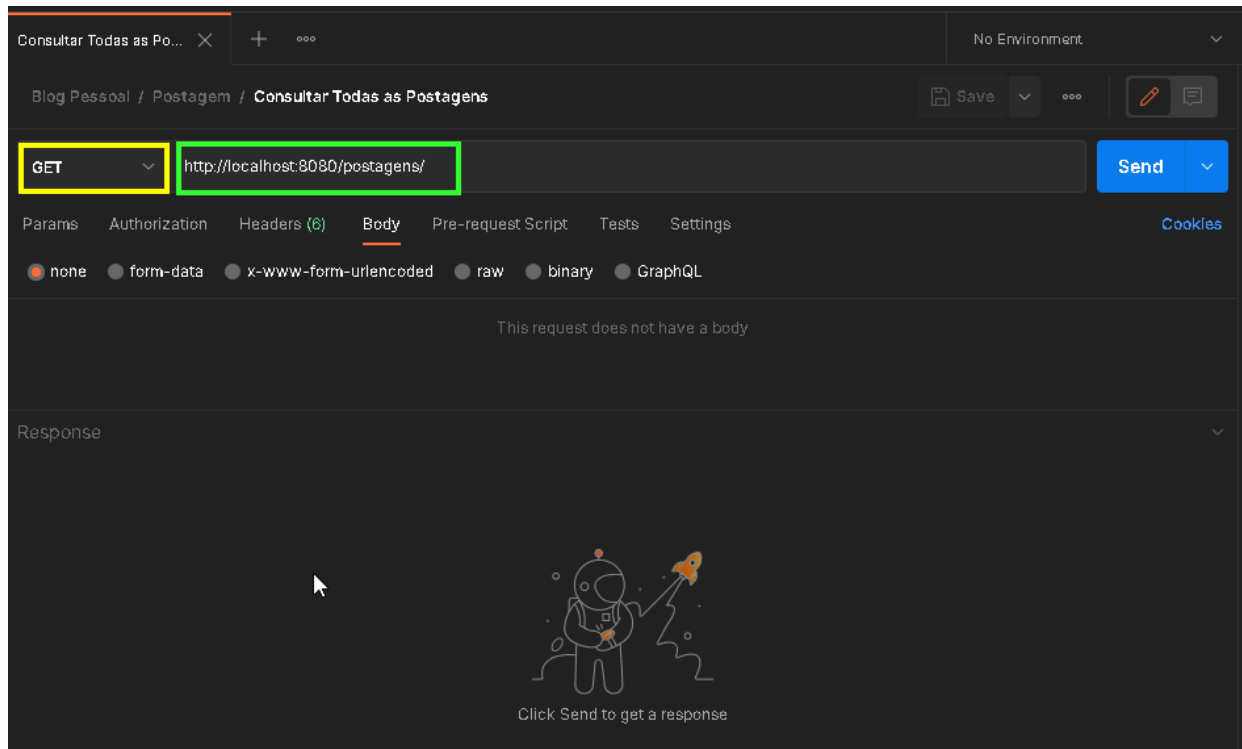 Consultar Todas as Po... No Environment
Blog Pessoal / Postagem / Consultar Todas as Postagens Save
GET http://localhost:8080/postagens/ Send
Params Authorization Headers (6) Body Pre-request Script Tests Settings Cookies
none form-data x-www-form-urlencoded raw binary GraphQL
This request does not have a body
Response
Click Send to get a response